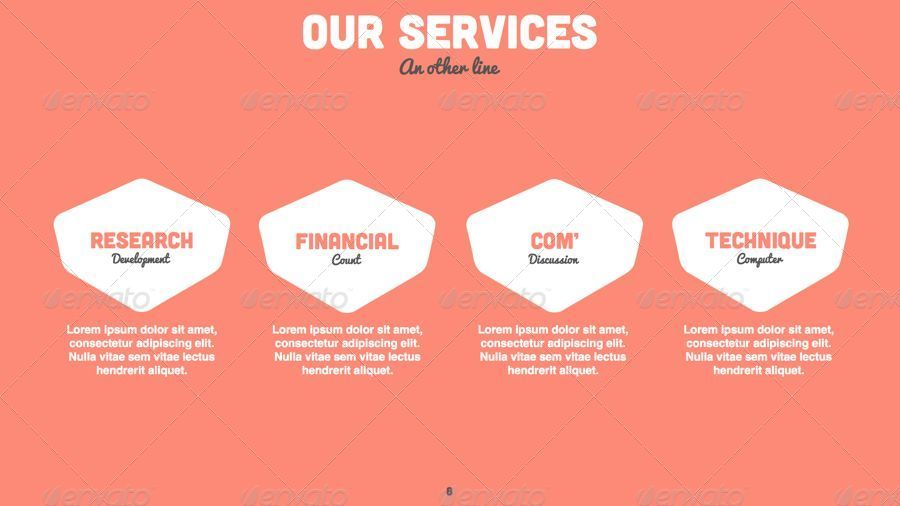 OUR SERVICES
An other line
RESEARCH
Development
Lorem ipsum dolor sit amet,
consectetur adipiscing elit.
Nulla vitae sem vitae lectus
hendrerit aliquet.
FINANCIAL
Count
Lorem ipsum dolor sit amet,
consectetur adipiscing elit.
Nulla vitae sem vitae lectus
hendrerit aliquet.
COM'
Discussion
Lorem ipsum dolor sit amet,
consectetur adipiscing elit.
Nulla vitae sem vitae lectus
hendrerit aliquet.
TECHNIQUE
Computer
Lorem ipsum dolor sit amet,
consectetur adipiscing elit.
Nulla vitae sem vitae lectus
hendrerit aliquet.
8
envato